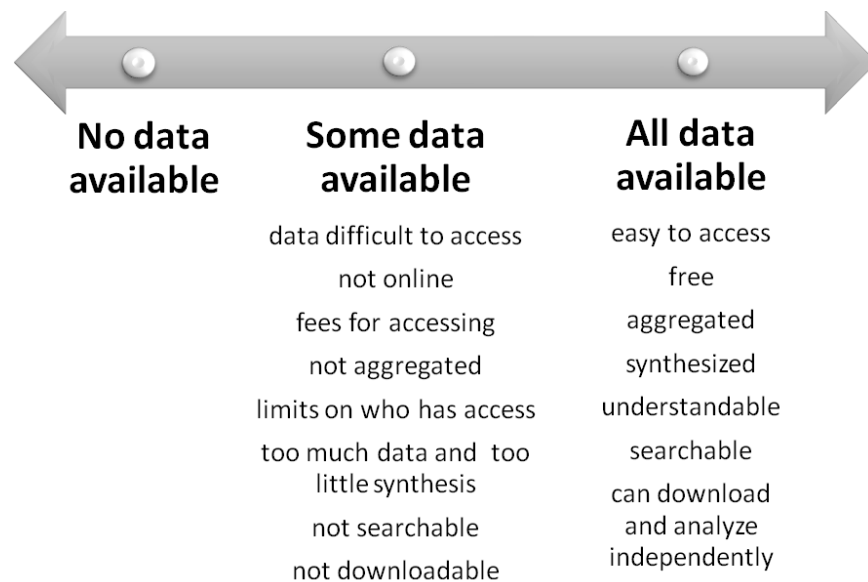 No data
available
Some data
available
data difficult to access
not online
fees for accessing
not aggregated
limits on who has access
too much data and too
little synthesis
not searchable
not downloadable
All data
available
easy to access
free
aggregated
synthesized
understandable
searchable
can download
and analyze
independently